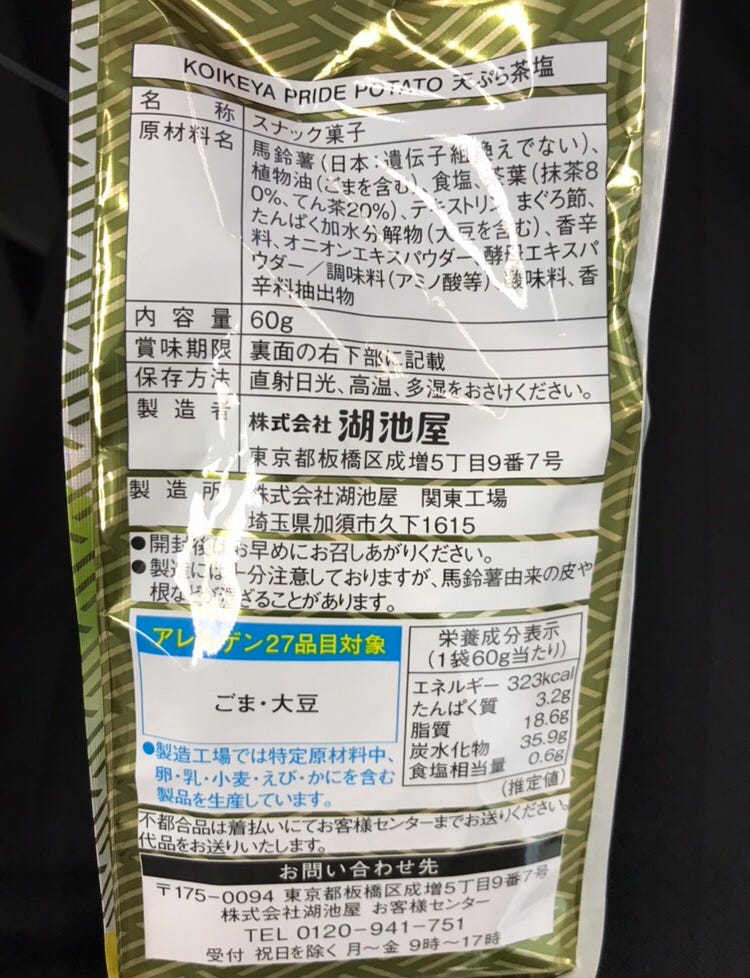 KOIKEYA PRIDE POTATO 天ぷら茶塩
名称 スナック菓子
原材料名 馬鈴薯(日本:遺伝子組換えでない)、
植物油(ごまを含む)、食塩、茶葉(抹茶8
0%、てん茶20%)、デキストリン、まぐろ節、
たんぱく加水分解物(大豆を含む)、香辛
料、オニオンエキスパウダー、酵母エキスパ
ウダー/調味料(アミノ酸等)、酸味料、香
辛料抽出物
内容量 60g
賞味期限 裏面の右下部に記載
保存方法 直射日光、高温、多湿をおさけください。
製造者 株式会社 湖池屋
東京都板橋区成増5丁目9番7号
製造所 株式会社湖池屋 関東工場
埼玉県加須市久下1615
●開封後はお早めにお召しあがりください。
●製造には十分注意しておりますが、馬鈴薯由来の皮や
根などが混ざることがあります。
アレルゲン27品目対象
ごま・大豆
●製造工場では特定原材料中、
卵・乳・小麦・えび・かにを含む
製品を生産しています。
栄養成分表示
(1袋60g当たり)
エネルギー 323kcal
たんぱく質 3.2g
脂質 18.6g
炭水化物 35.9g
食塩相当量 0.6g
(推定値)
不都合品は着払いにてお客様センターまでお送りください。
代品をお送りいたします。
お問い合わせ先
〒175-0094 東京都板橋区成増5丁目9番7号
株式会社湖池屋 お客様センター
TEL 0120-941-751
受付 祝日を除く 月~金 9時~17時